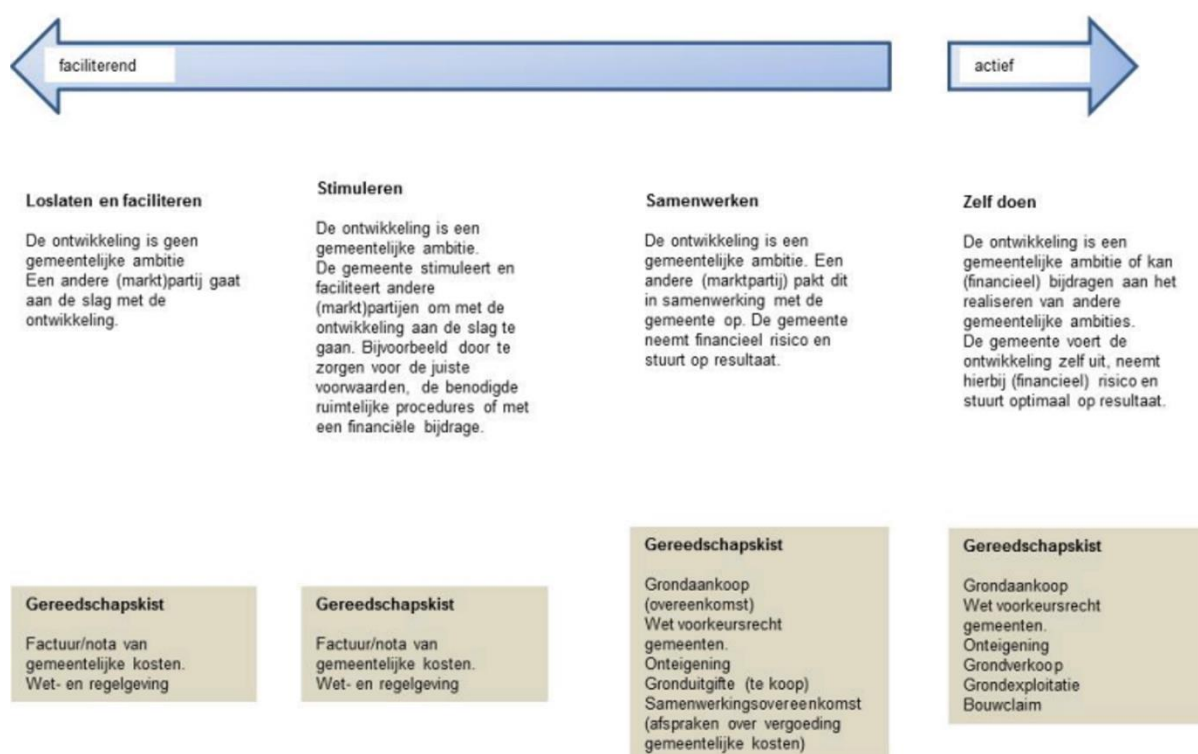 faciliterend
actief
Loslaten en faciliteren
De ontwikkeling is geen
gemeentelijke ambitie
Een andere (markt)partij gaat
aan de slag met de
ontwikkeling.
Stimuleren
De ontwikkeling is een
gemeentelijke ambitie.
De gemeente stimuleert en
faciliteert andere
(markt)partijen om met de
ontwikkeling aan de slag te
gaan. Bijvoorbeeld door te
zorgen voor de juiste
voorwaarden, de benodigde
ruimtelijke procedures of met
een financiële bijdrage.
Samenwerken
De ontwikkeling is een
gemeentelijke ambitie. Een
andere (marktpartij) pakt dit
in samenwerking met de
gemeente op. De gemeente
neemt financieel risico en
stuurt op resultaat.
Zelf doen
De ontwikkeling is een
gemeentelijke ambitie of kan
(financieel) bijdragen aan het
realiseren van andere
gemeentelijke ambities.
De gemeente voert de
ontwikkeling zelf uit, neemt
hierbij (financieel) risico en
stuurt optimaal op resultaat.
Gereedschapskist
Factuur/nota van
gemeentelijke kosten.
Wet- en regelgeving
Gereedschapskist
Factuur/nota van
gemeentelijke kosten.
Wet- en regelgeving
Gereedschapskist
Grondaankoop
(overeenkomst)
Wet voorkeursrecht
gemeenten.
Onteigening
Gronduitgifte (te koop)
Samenwerkingsovereenkomst
(afspraken over vergoeding
gemeentelijke kosten)
Gereedschapskist
Grondaankoop
Wet voorkeursrecht
gemeenten.
Onteigening
Grondverkoop
Grondexploitatie
Bouwclaim